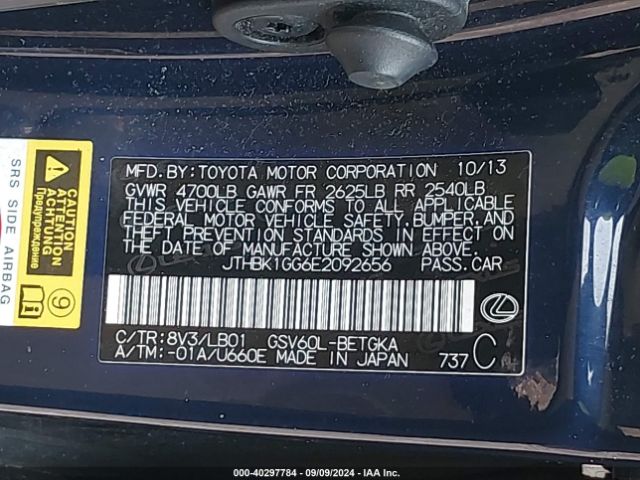 MFD. BY: TOYOTA MOTOR CORPORATION 10/13
GVWR 4700LB GAWR FR 2625LB RR 2540LB
THIS VEHICLE CONFORMS TO ALL APPLICABLE
FEDERAL MOTOR VEHICLE SAFETY, BUMPER, AND
THEFT PREVENTION STANDARDS IN EFFECT ON
THE DATE OF MANUFACTURE SHOWN ABOVE.
JTHBK1GG6E2092656 PASS. CAR
C/TR: 8V3/LB01 GSV60L-BETGKA
A/TM: -01A/U660E MADE IN JAPAN 737 C
SRS SIDE AIRBAG
CAUTION
ATTENTION
Предупреждение
9
000-40297784 - 09/09/2024 - IAA Inc.